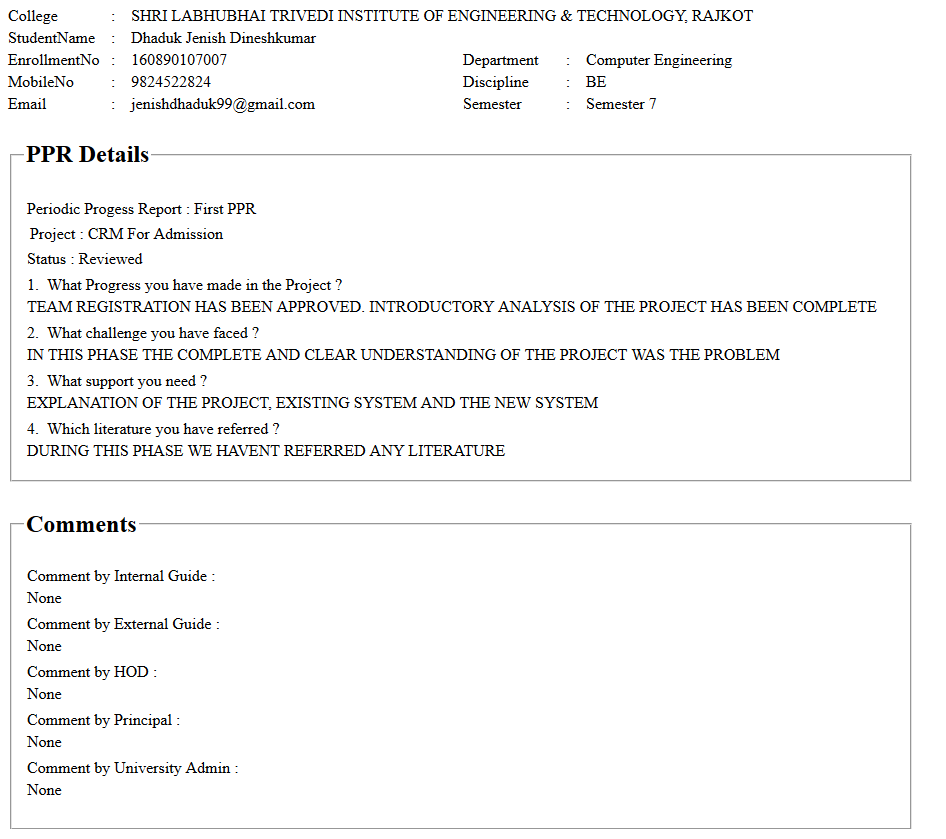 College : SHRI LABHUBHAI TRIVEDI INSTITUTE OF ENGINEERING & TECHNOLOGY, RAJKOT
StudentName : Dhaduk Jenish Dineshkumar
EnrollmentNo : 160890107007 Department : Computer Engineering
MobileNo : 9824522824 Discipline : BE
Email : jenishdhaduk99@gmail.com Semester : Semester 7
PPR Details
Periodic Progess Report : First PPR
Project : CRM For Admission
Status : Reviewed
1. What Progress you have made in the Project ?
TEAM REGISTRATION HAS BEEN APPROVED. INTRODUCTORY ANALYSIS OF THE PROJECT HAS BEEN COMPLETE
2. What challenge you have faced ?
IN THIS PHASE THE COMPLETE AND CLEAR UNDERSTANDING OF THE PROJECT WAS THE PROBLEM
3. What support you need ?
EXPLANATION OF THE PROJECT, EXISTING SYSTEM AND THE NEW SYSTEM
4. Which literature you have referred ?
DURING THIS PHASE WE HAVENT REFERRED ANY LITERATURE
Comments
Comment by Internal Guide :
None
Comment by External Guide :
None
Comment by HOD :
None
Comment by Principal :
None
Comment by University Admin :
None